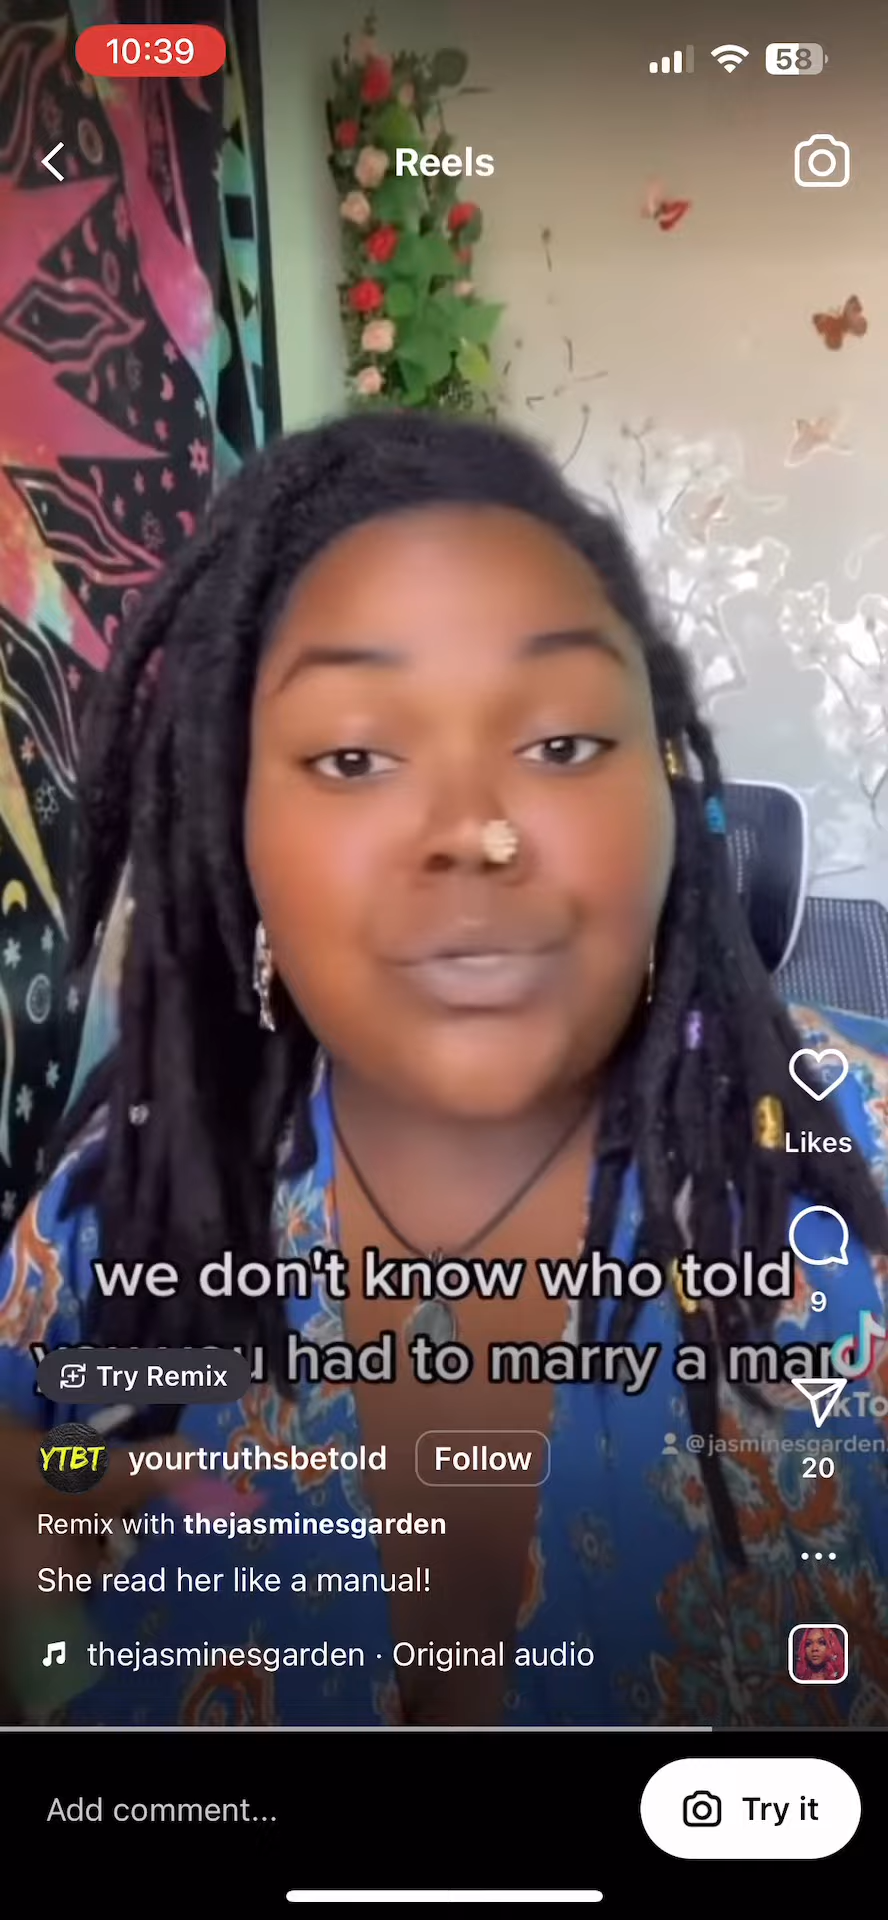 10:39
58
Reels
Likes
we don't know who told
9
had to marry a man
Try Remix
kTo
YTBT yourtruthsbetold Follow
@jasminesgarden
20
Remix with thejasminesgarden
She read her like a manual!
thejasminesgarden · Original audio
Add comment...
Try it